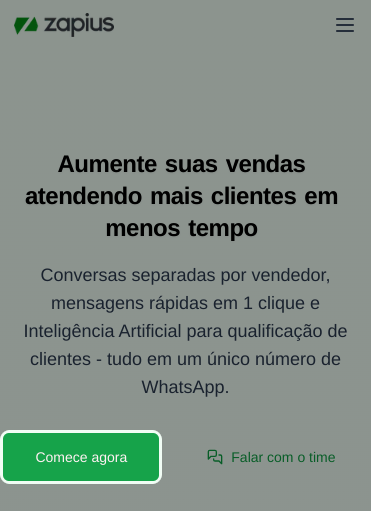 zapius
Aumente suas vendas
atendendo mais clientes em
menos tempo
Conversas separadas por vendedor,
mensagens rápidas em 1 clique e
Inteligência Artificial para qualificação de
clientes - tudo em um único número de
WhatsApp.
Comece agora
Falar com o time